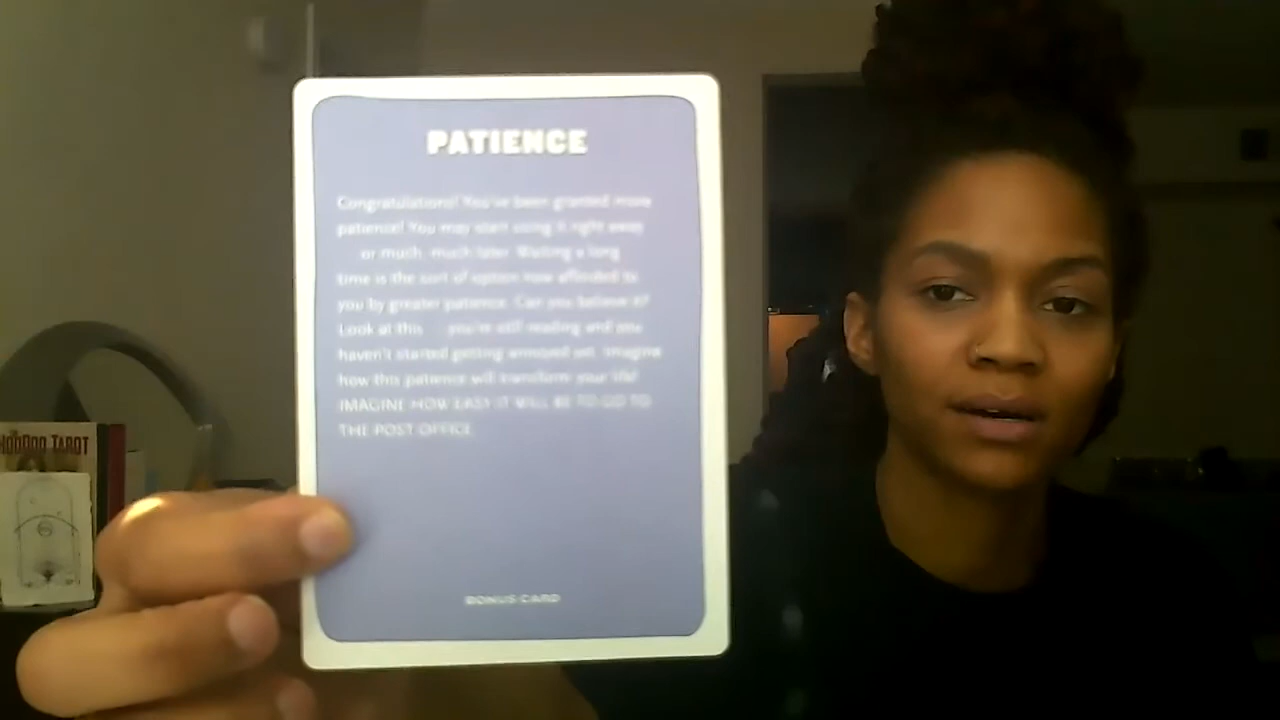 PATIENCE
Congratulations! You've been granted more
patience! You may start using it right away
or much, much later. Waiting a long
time is the sort of option now afforded to
you by greater patience. Can you believe it?
Look at this you're still reading and you
haven't started getting annoyed yet. Imagine
how this patience will transform your life!
IMAGINE HOW EASY IT WILL BE TO GO TO
THE POST OFFICE
BONUS CARD
HOODOO TAROT